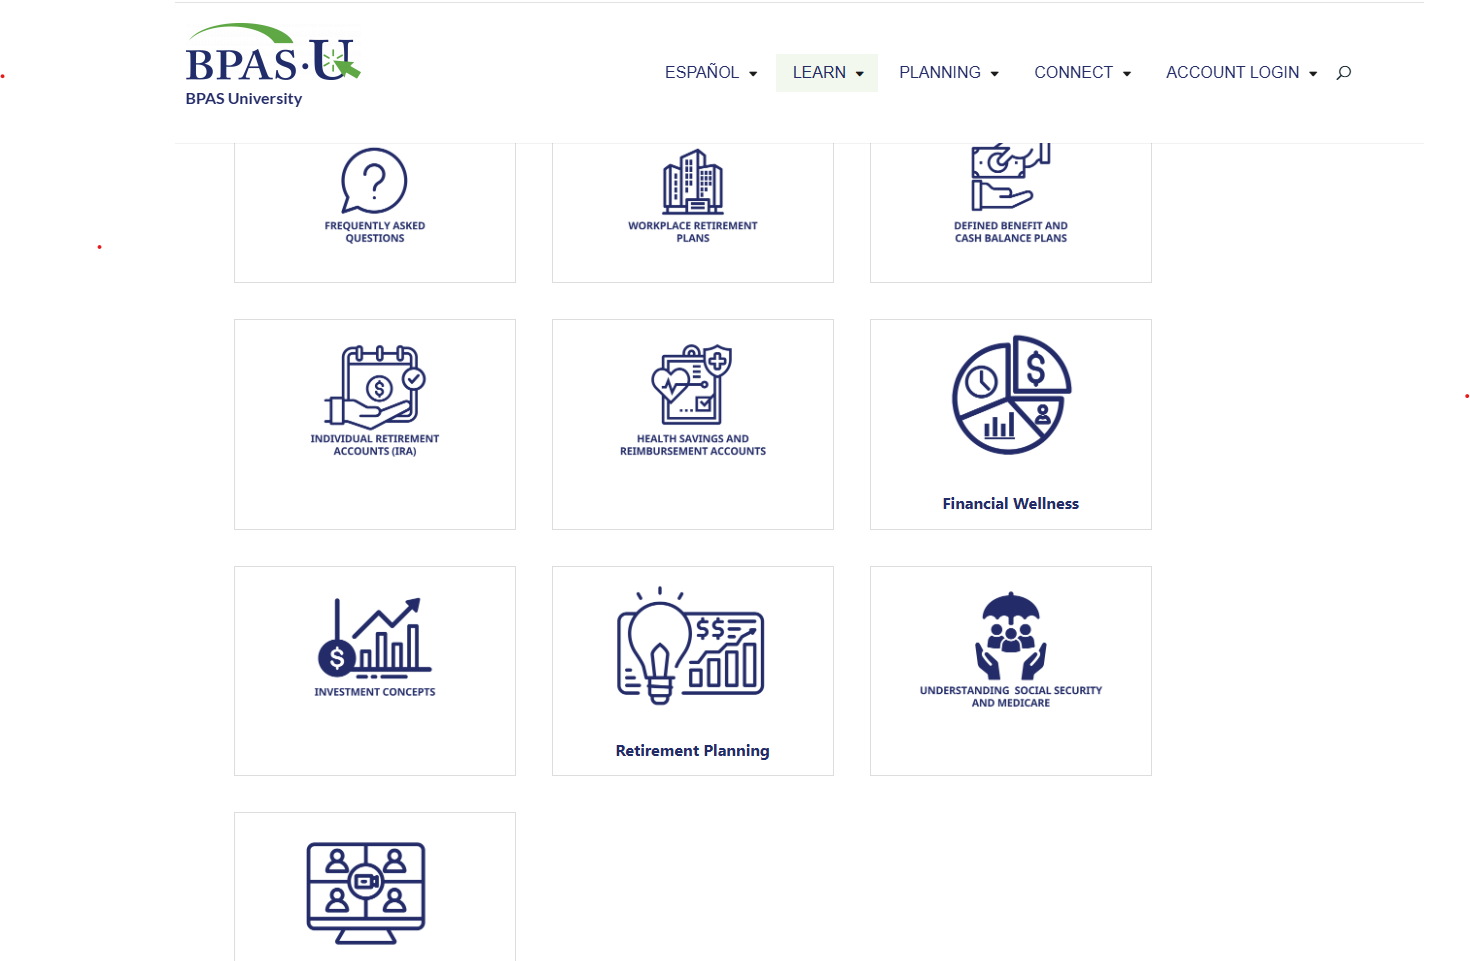 BPAS·U
BPAS University
ESPAÑOL
LEARN
PLANNING
CONNECT
ACCOUNT LOGIN
?
FREQUENTLY ASKED
QUESTIONS
WORKPLACE RETIREMENT
PLANS
DEFINED BENEFIT AND
CASH BALANCE PLANS
$
INDIVIDUAL RETIREMENT
ACCOUNTS (IRA)
HEALTH SAVINGS AND
REIMBURSEMENT ACCOUNTS
$
Financial Wellness
$
INVESTMENT CONCEPTS
$$
Retirement Planning
UNDERSTANDING SOCIAL SECURITY
AND MEDICARE